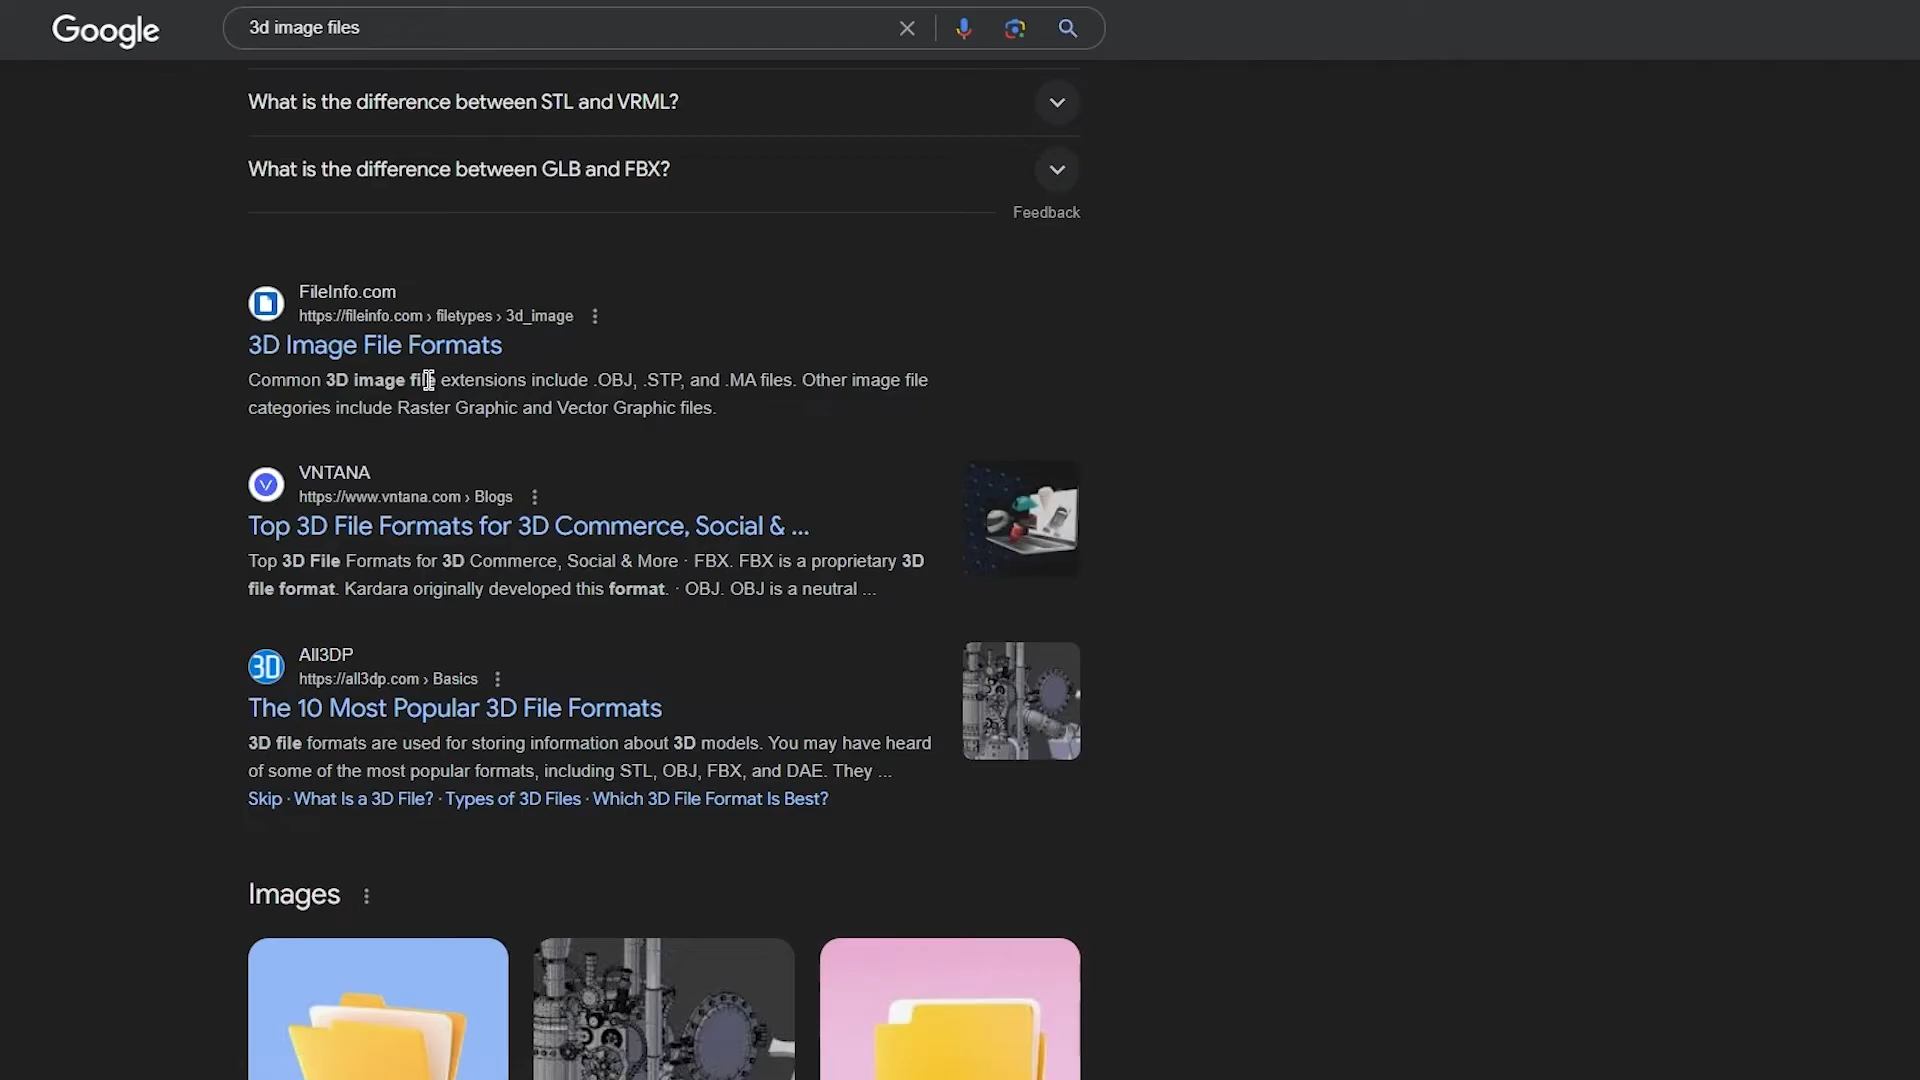 Google
3d image files
What is the difference between STL and VRML?
What is the difference between GLB and FBX?
Feedback
FileInfo.com
https://fileinfo.com › filetypes › 3d_image
3D Image File Formats
Common 3D image file extensions include .OBJ, .STP, and .MA files. Other image file
categories include Raster Graphic and Vector Graphic files.
VNTANA
https://www.vntana.com › Blogs
Top 3D File Formats for 3D Commerce, Social & ...
Top 3D File Formats for 3D Commerce, Social & More · FBX. FBX is a proprietary 3D
file format. Kardara originally developed this format. · OBJ. OBJ is a neutral ...
3D
All3DP
https://all3dp.com › Basics
The 10 Most Popular 3D File Formats
3D file formats are used for storing information about 3D models. You may have heard
of some of the most popular formats, including STL, OBJ, FBX, and DAE. They ...
Skip · What Is a 3D File? · Types of 3D Files · Which 3D File Format Is Best?
Images